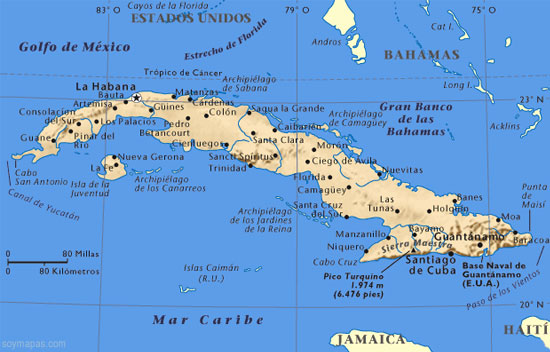 Cayos de la Florida
83°
ESTADOS UNIDOS
79°
75°
Golfo de México
Estrecho de Florida
Andros
Cat I.
BAHAMAS
Long I.
Trópico de Cáncer
La Habana
Archipiélago
de Sabana
23° N
Bauta
Matanzas
Artemisa
Cárdenas
Consolación
del Sur
Güines
Colón
Sagua la Grande
Gran Banco
de las
Bahamas
Acklins
Los Palacios
Pedro
Betancourt
Caibarién
Archipiélago de
Camagüey
Guane
Pinar del
Río
Cienfuegos
Santa Clara
Morón
Nueva Gerona
Sancti Spíritus
Ciego de Ávila
Cabo
San Antonio
La Fe
Trinidad
Nuevitas
Isla de la
Juventud
Archipiélago
de los Canarreos
Florida
Camagüey
Punta
de
Maisí
Canal de Yucatán
Archipiélago
de los Jardines
de la Reina
Santa Cruz
del Sur
Las
Tunas
Banes
Holguín
Moa
Manzanillo
Bayamo
Guantánamo
Baracoa
0 80 Millas
0 80 Kilómetros
Niquero
Sierra Maestra
Islas Caimán
(R.U.)
Cabo Cruz
Santiago
de Cuba
Base Naval de
Guantánamo
(E.U.A.)
Pico Turquino
1.974 m
(6.476 pies)
Paso de los Vientos
20° N
Mar Caribe
JAMAICA
HAITÍ
soymapas.com